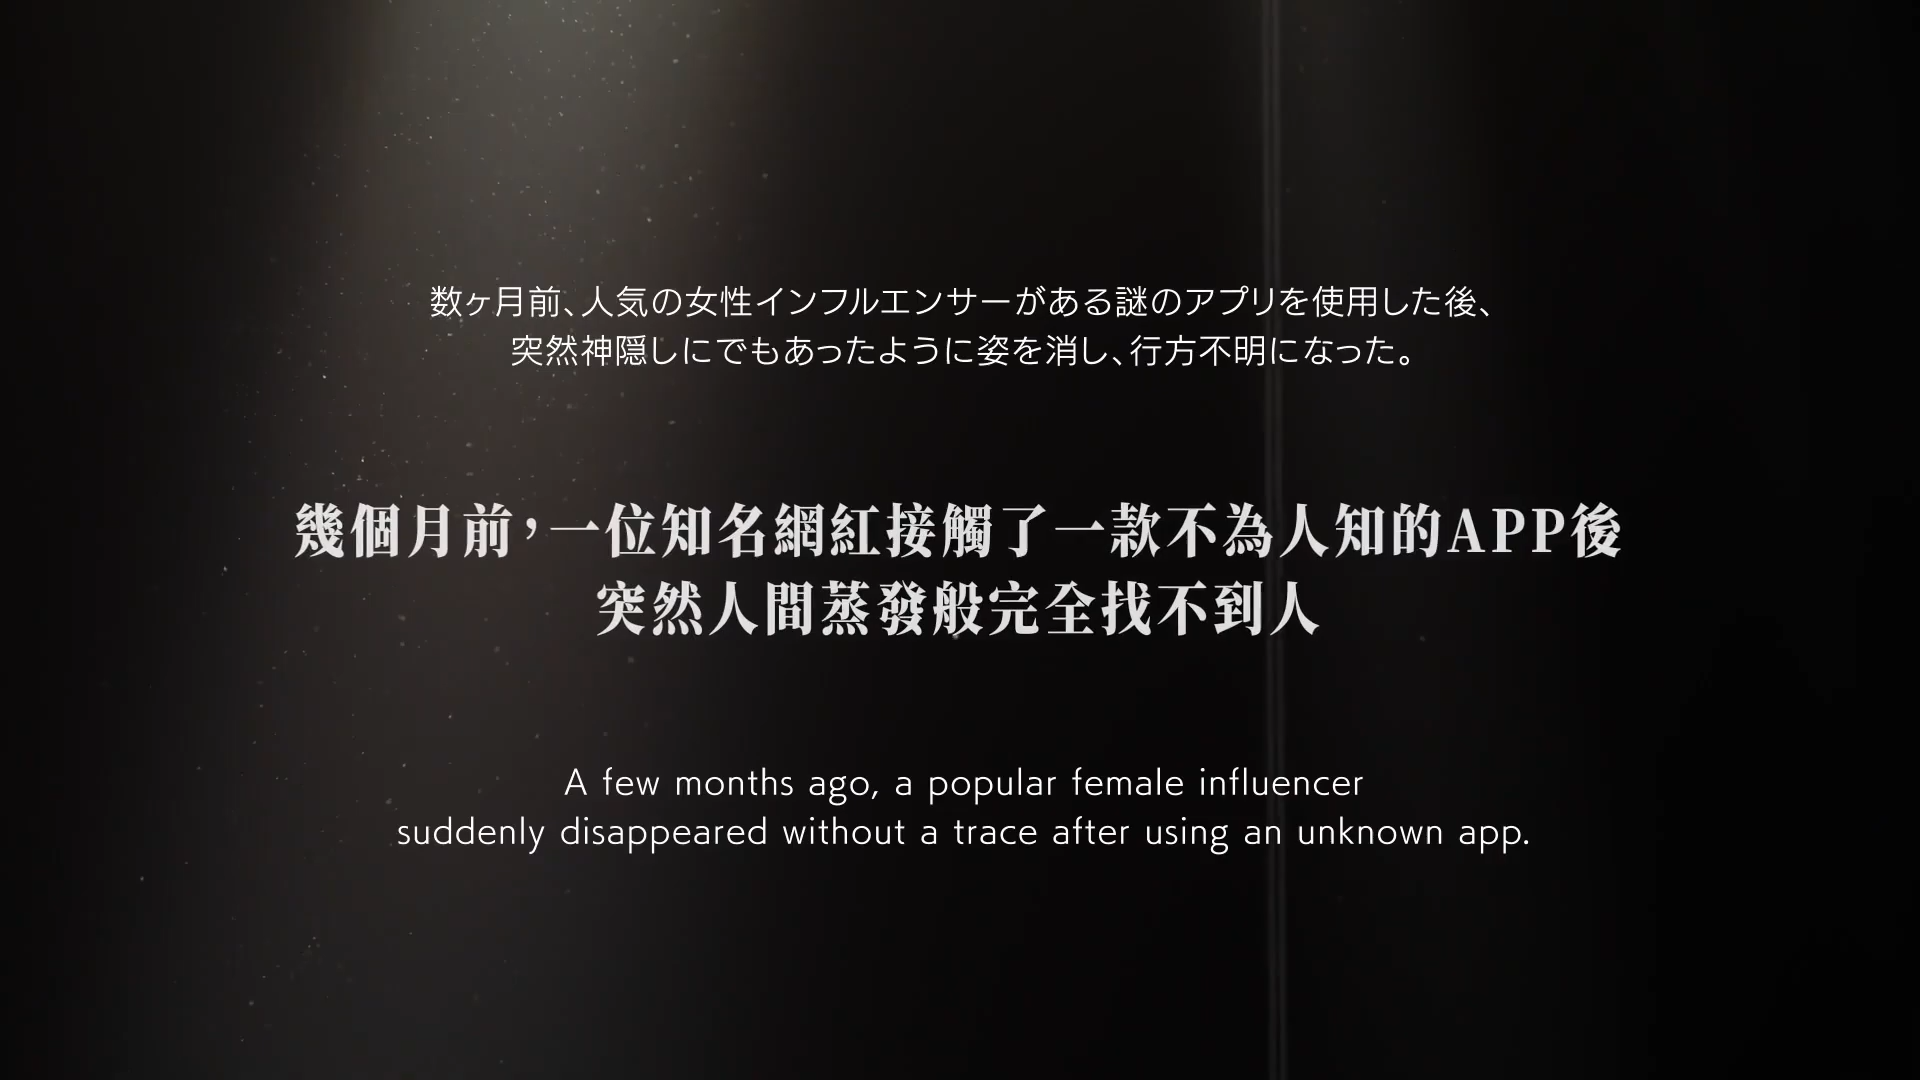 数ヶ月前、人気の女性インフルエンサーがある謎のアプリを使用した後、
突然神隠しにでもあったように姿を消し、行方不明になった。
幾個月前，一位知名網紅接觸了一款不為人知的APP後
突然人間蒸發般完全找不到人
A few months ago, a popular female influencer
suddenly disappeared without a trace after using an unknown app.